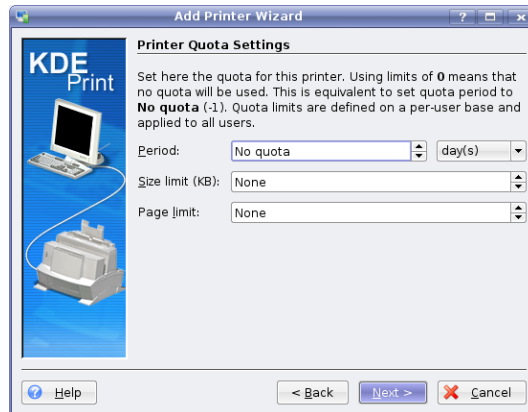 Add Printer Wizard
KDE
Print
Printer Quota Settings
Set here the quota for this printer. Using limits of 0 means that
no quota will be used. This is equivalent to set quota period to
No quota (-1). Quota limits are defined on a per-user base and
applied to all users.
Period: No quota day(s)
Size limit (KB): None
Page limit: None
Help < Back Next > Cancel